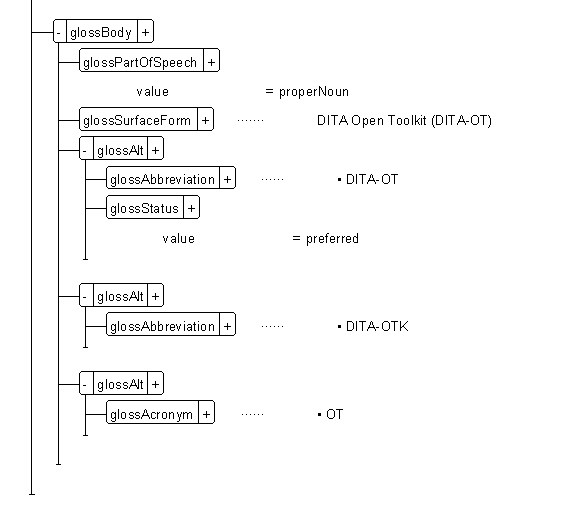 - glossBody +
glossPartOfSpeech +
value = properNoun
glossSurfaceForm + ....... DITA Open Toolkit (DITA-OT)
- glossAlt +
glossAbbreviation + ...... • DITA-OT
glossStatus +
value = preferred
- glossAlt +
glossAbbreviation + ...... • DITA-OTK
- glossAlt +
glossAcronym + ...... • OT